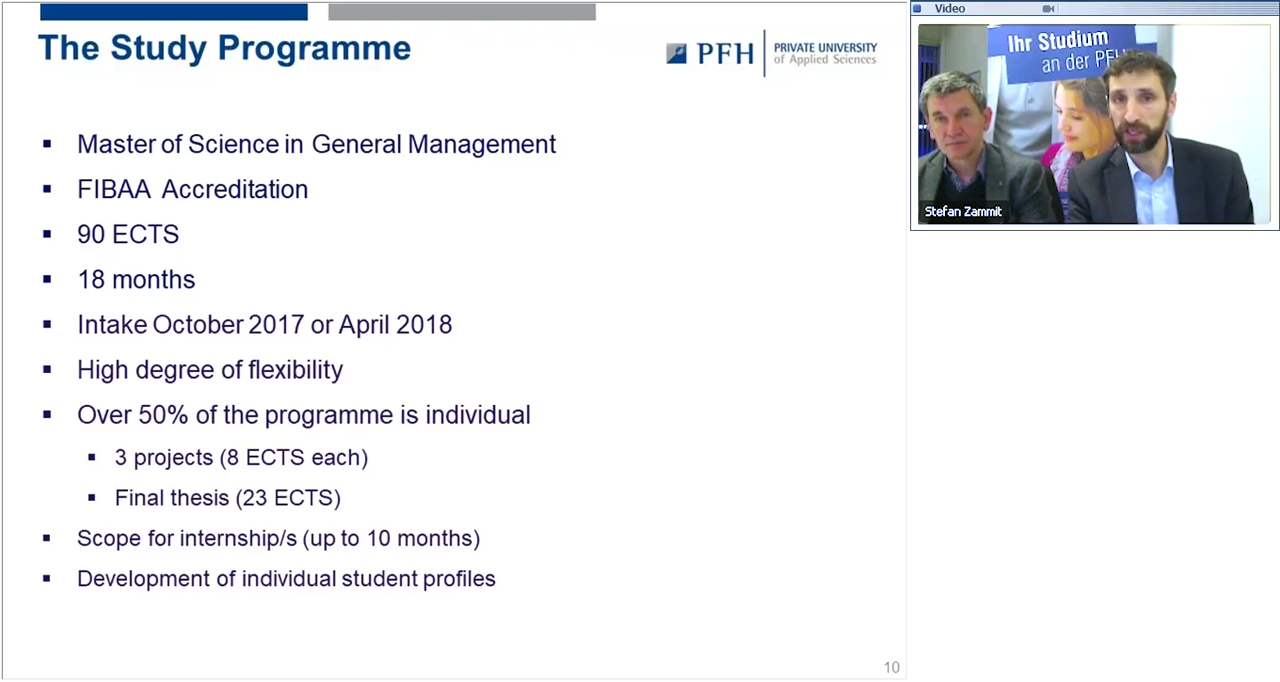 The Study Programme
PFH
PRIVATE UNIVERSITY
of Applied Sciences
Master of Science in General Management
FIBAA Accreditation
90 ECTS
18 months
Intake October 2017 or April 2018
High degree of flexibility
Over 50% of the programme is individual
3 projects (8 ECTS each)
Final thesis (23 ECTS)
Scope for internship/s (up to 10 months)
Development of individual student profiles
10
Video
Ihr Studium
an der PFH
Stefan Zammit